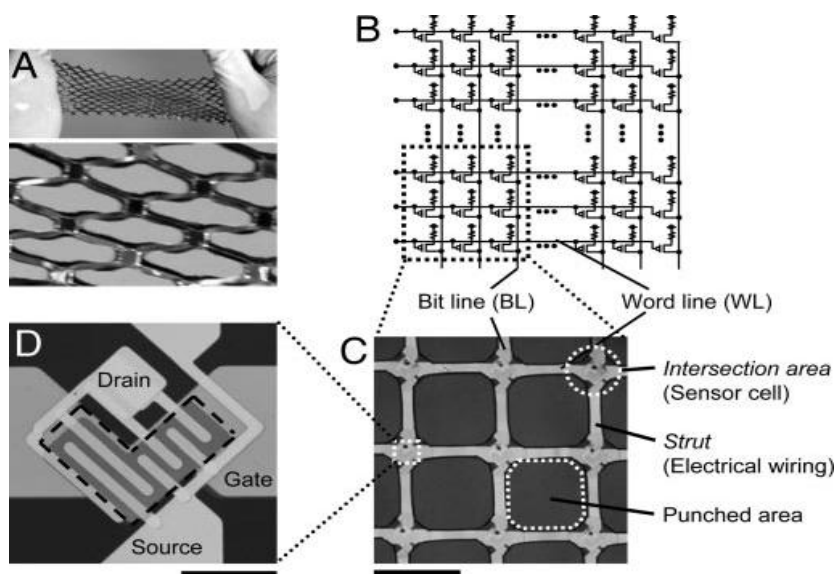 A
B
Bit line (BL)
Word line (WL)
D
Drain
Gate
Source
C
Intersection area
(Sensor cell)
Strut
(Electrical wiring)
Punched area